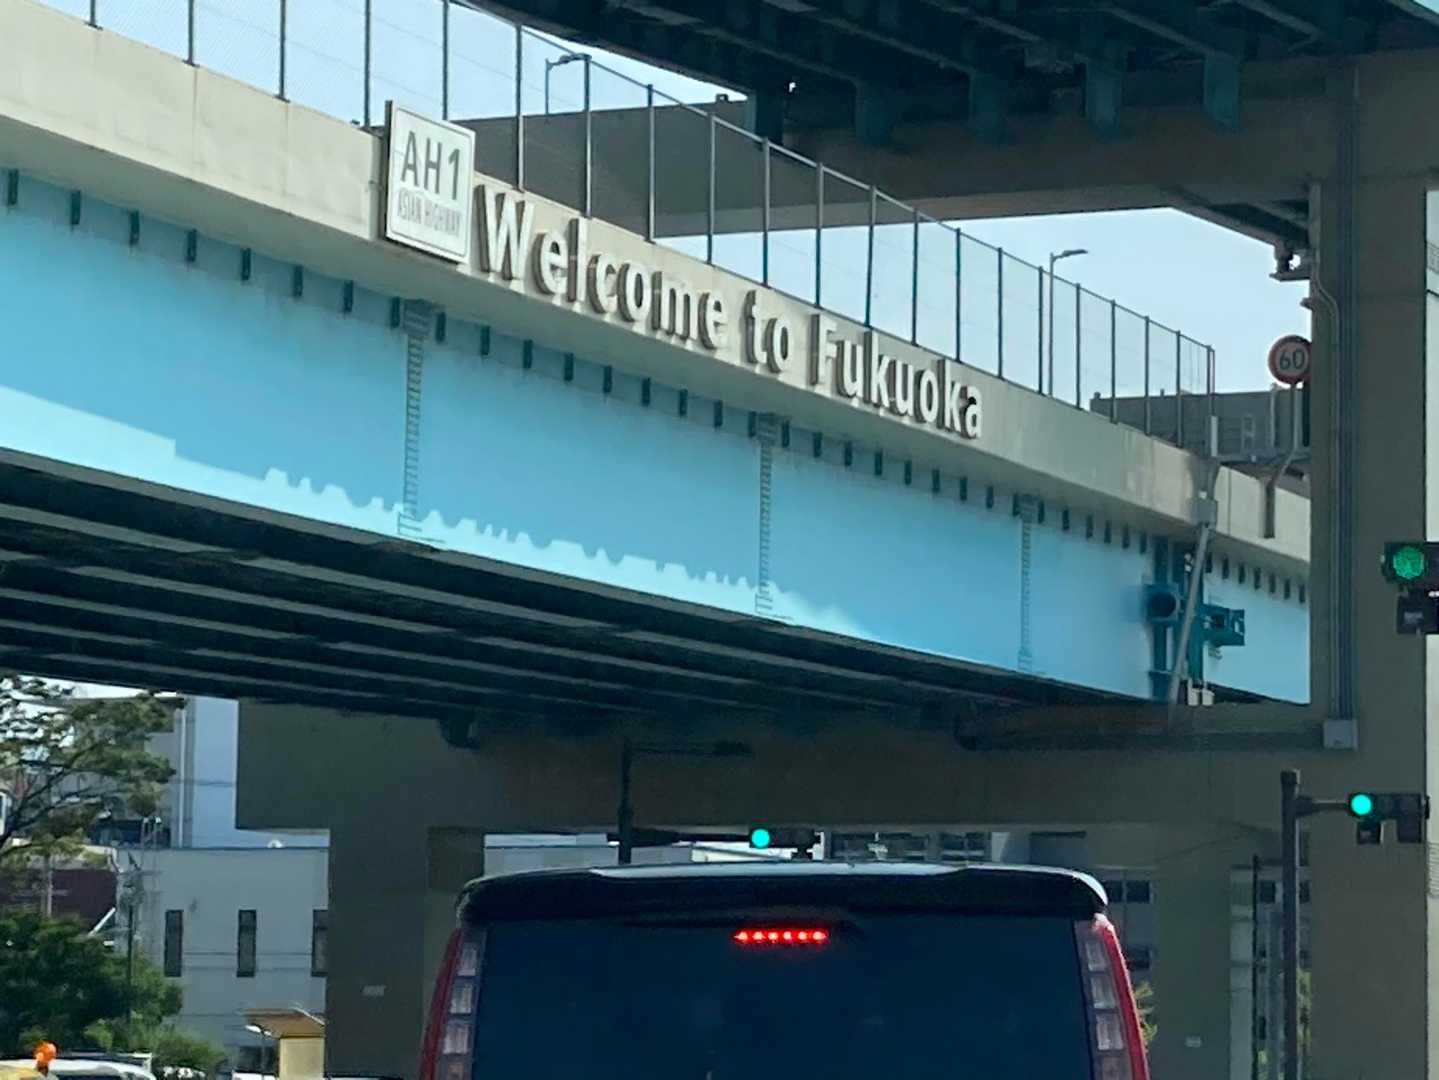 AH1
ASIAN HIGHWAY
Welcome to Fukuoka
60